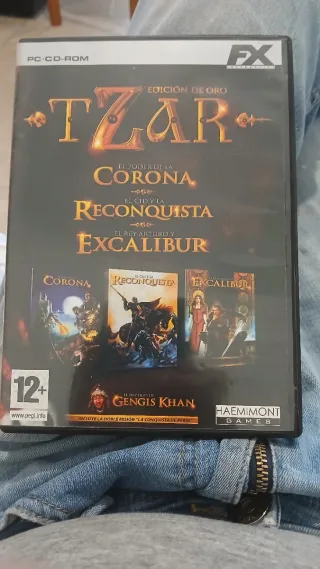 PC-CD-ROM
FX
EDICIÓN DE ORO
TZAR
EL PODER DE LA
CORONA
EL CID Y LA
RECONQUISTA
EL REY ARTURO Y
EXCALIBUR
CORONA
RECONQUISTA
EXCALIBUR
12+
www.pegi.info
GENGIS KHAN
HAEMIMONT
GAMES